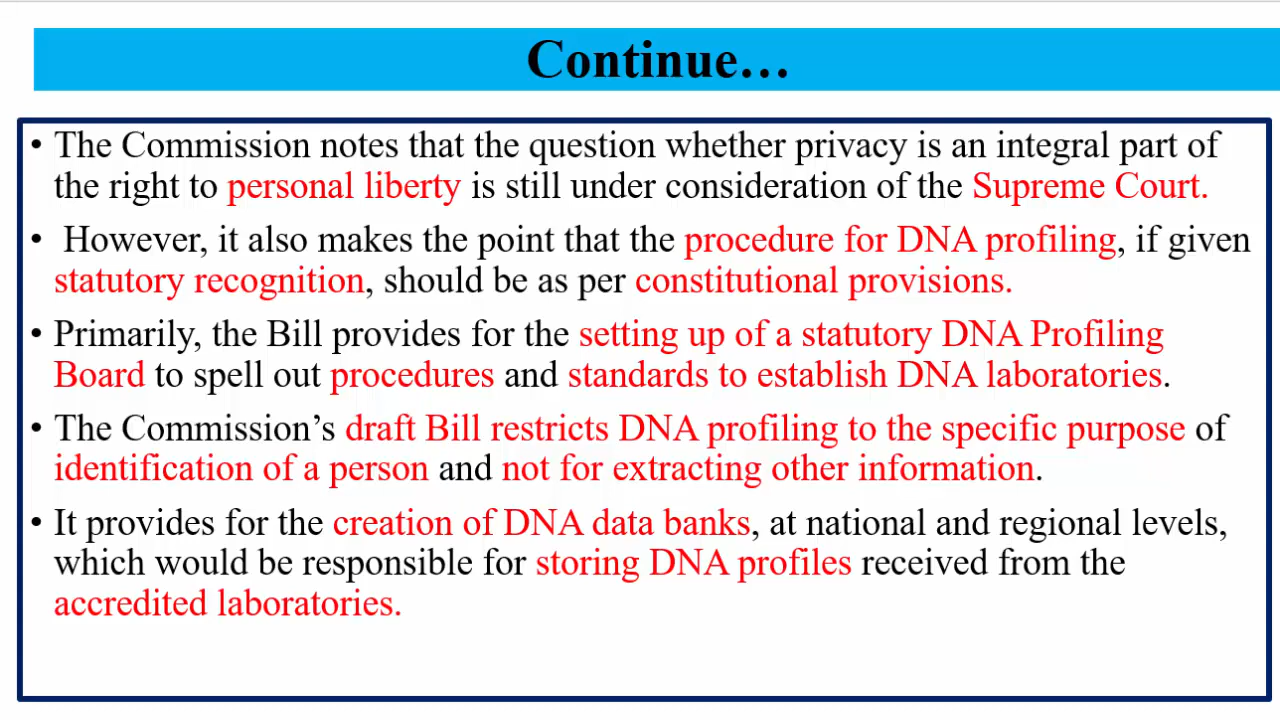 Continue…
• The Commission notes that the question whether privacy is an integral part of
the right to personal liberty is still under consideration of the Supreme Court.
• However, it also makes the point that the procedure for DNA profiling, if given
statutory recognition, should be as per constitutional provisions.
• Primarily, the Bill provides for the setting up of a statutory DNA Profiling
Board to spell out procedures and standards to establish DNA laboratories.
• The Commission’s draft Bill restricts DNA profiling to the specific purpose of
identification of a person and not for extracting other information.
• It provides for the creation of DNA data banks, at national and regional levels,
which would be responsible for storing DNA profiles received from the
accredited laboratories.